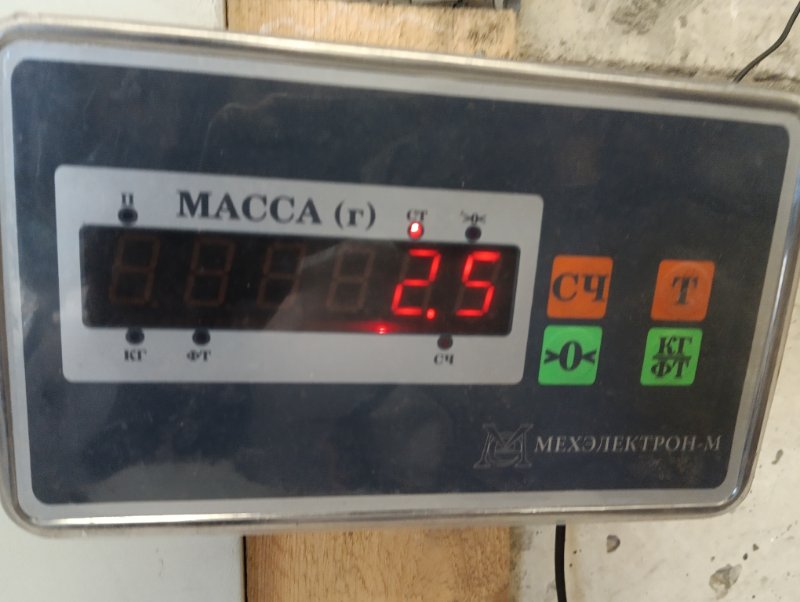 П
МАССА (г)
СТ
>0<
2.5
КГ
ФТ
СЧ
СЧ
Т
>0<
КГ
ФТ
МЕХЭЛЕКТРОН-М